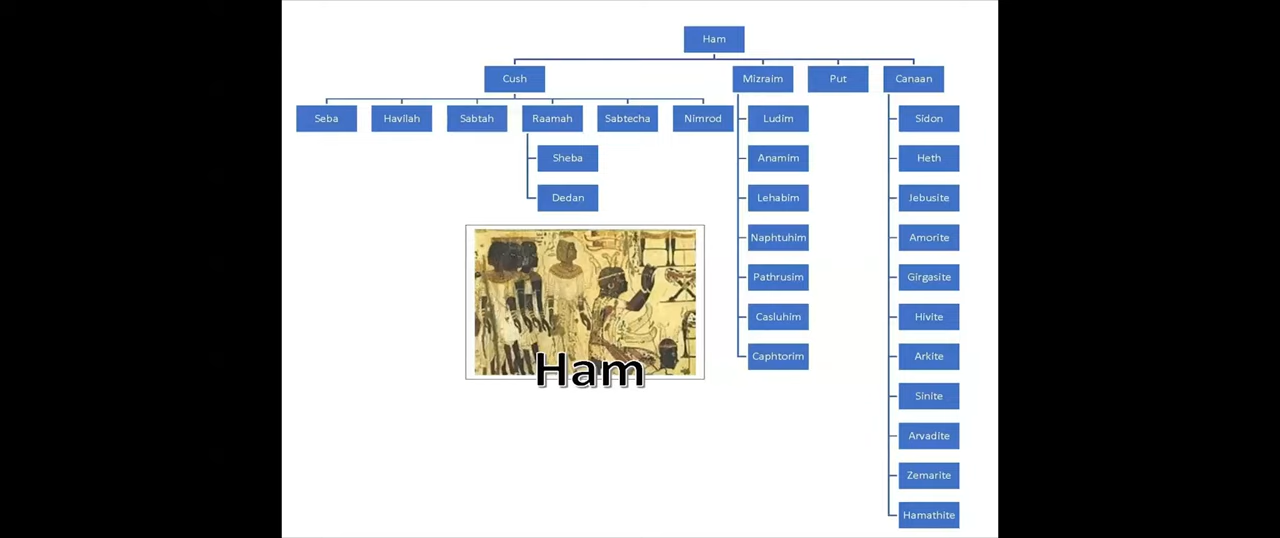 Ham
Cush
Mizraim
Put
Canaan
Seba
Havilah
Sabtah
Raamah
Sabtecha
Nimrod
Ludim
Sidon
Sheba
Anamim
Heth
Dedan
Lehabim
Jebusite
Naphtuhim
Amorite
Pathrusim
Girgasite
Casluhim
Hivite
Caphtorim
Arkite
Ham
Sinite
Arvadite
Zemarite
Hamathite